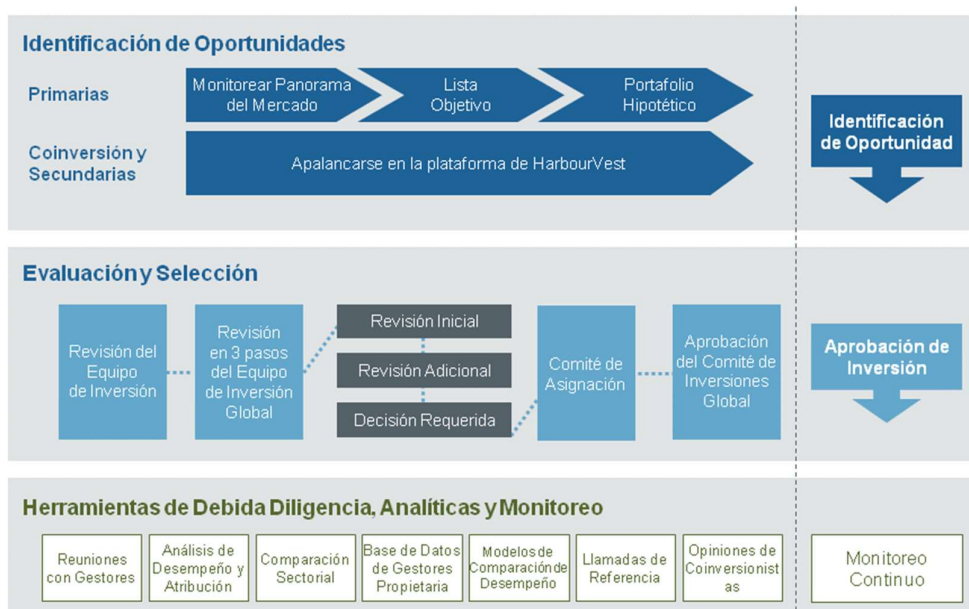 Identificación de Oportunidades
Primarias
Monitorear Panorama
del Mercado
Lista
Objetivo
Portafolio
Hipotético
Coinversión y
Secundarias
Apalancarse en la plataforma de HarbourVest
Identificación
de Oportunidad
Evaluación y Selección
Revisión del
Equipo
de Inversión
Revisión
en 3 pasos
del Equipo
de Inversión
Global
Revisión Inicial
Revisión Adicional
Decisión Requerida
Comité de
Asignación
Aprobación
del Comité de
Inversiones
Global
Aprobación de
Inversión
Herramientas de Debida Diligencia, Analíticas y Monitoreo
Reuniones
con Gestores
Análisis de
Desempeño y
Atribución
Comparación
Sectorial
Base de Datos
de Gestores
Propietaria
Modelos de
Comparación de
Desempeño
Llamadas de
Referencia
Opiniones de
Coinversionist
as
Monitoreo
Continuo